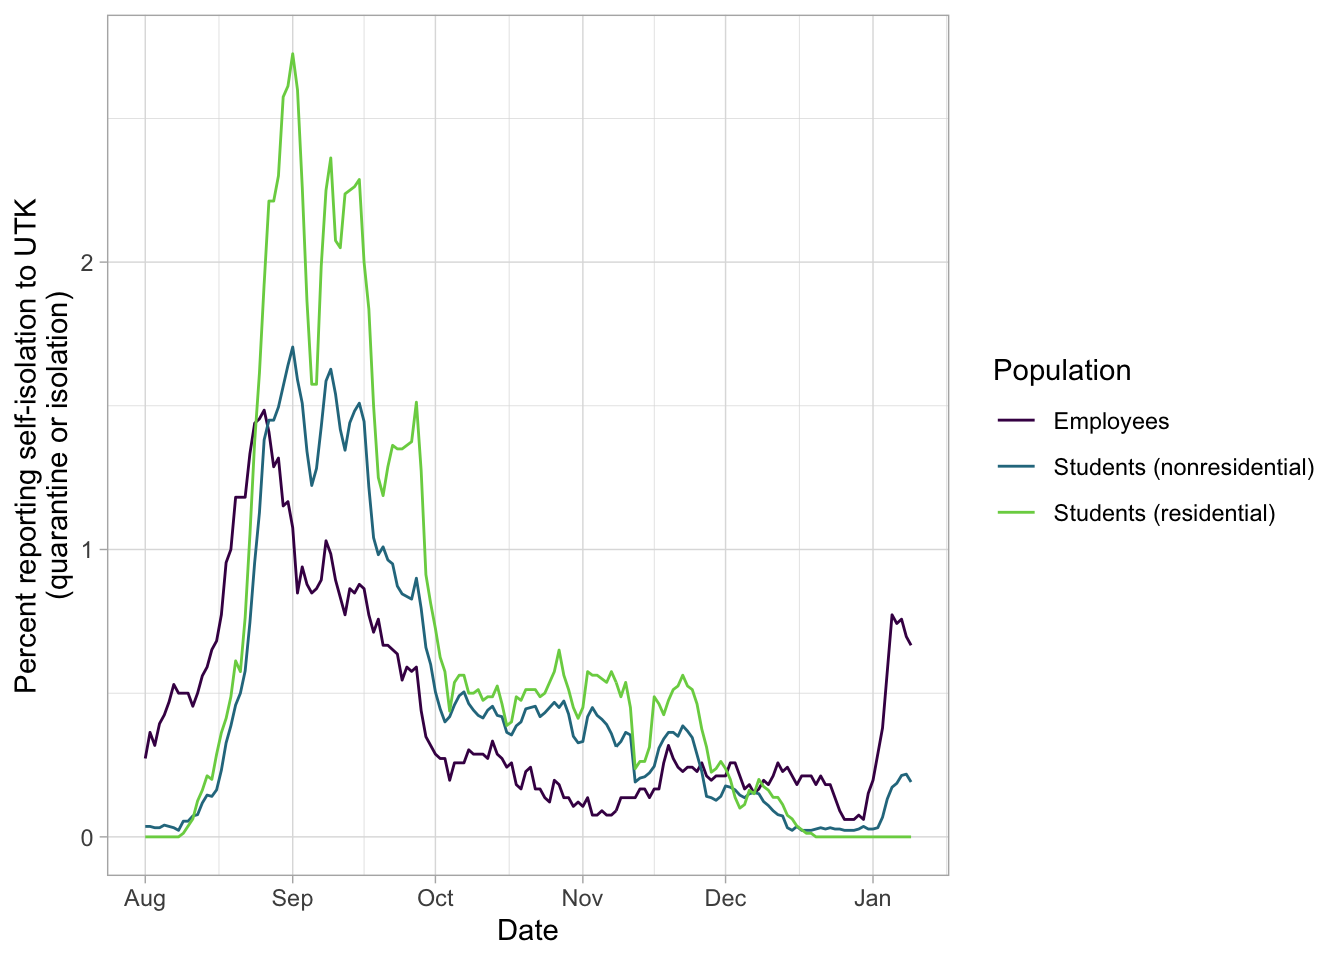 Percent reporting self-isolation to UTK
(quarantine or isolation)
2
1
0
Aug Sep Oct Nov Dec Jan
Date
Population
Employees
Students (nonresidential)
Students (residential)